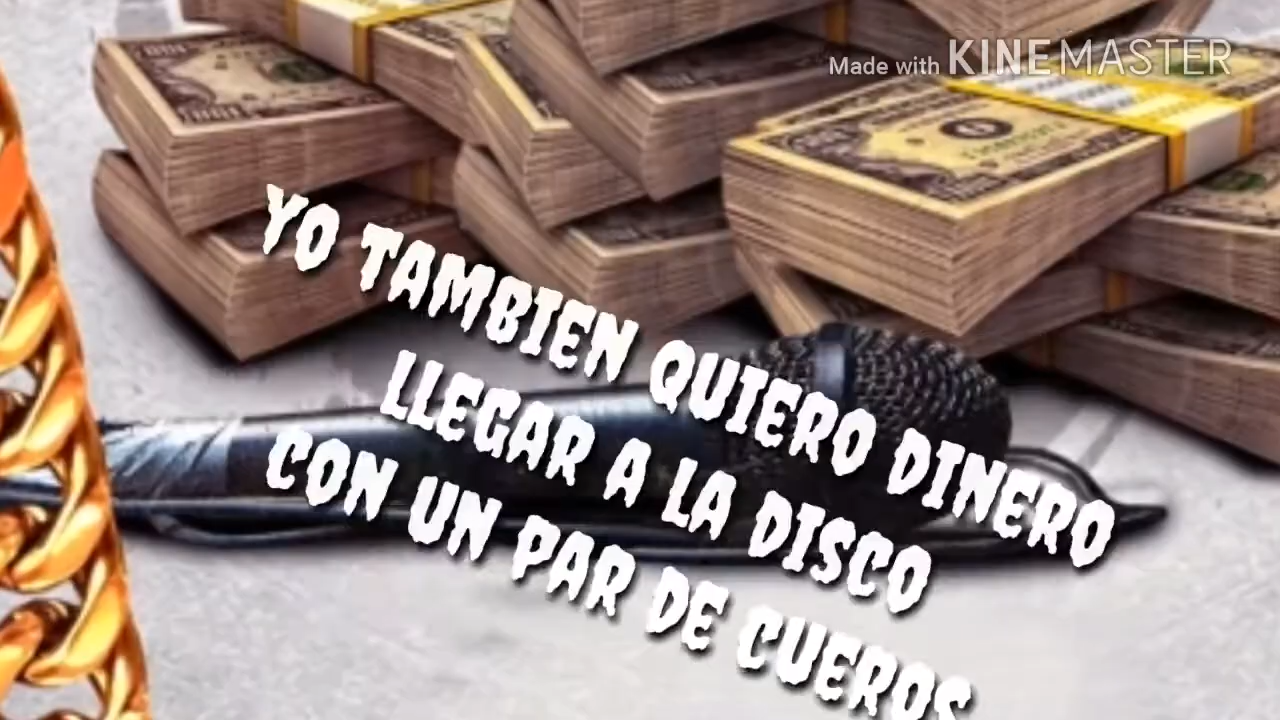 Made with KINEMASTER
YO TAMBIEN QUIERO DINERO
LLEGAR A LA DISCO
CON UN PAR DE CUEROS